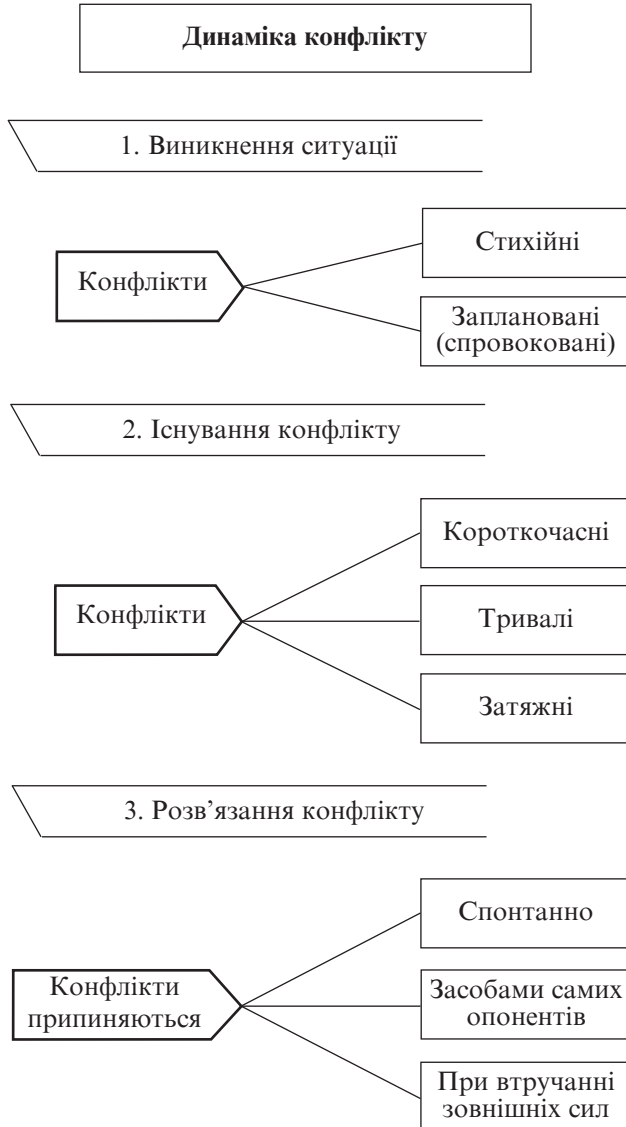 Динаміка конфлікту
1. Виникнення ситуації
Конфлікти
Стихійні
Заплановані
(спровоковані)
2. Існування конфлікту
Конфлікти
Короткочасні
Тривалі
Затяжні
3. Розв'язання конфлікту
Конфлікти
припиняються
Спонтанно
Засобами самих
опонентів
При втручанні
зовнішніх сил